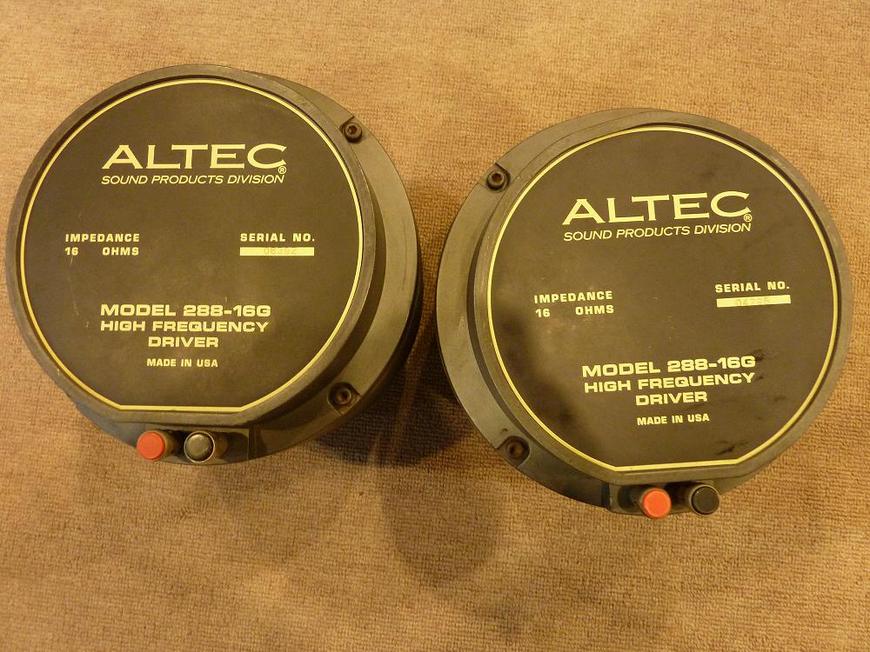 ALTEC®
SOUND PRODUCTS DIVISION
IMPEDANCE
16 OHMS
SERIAL NO.
MODEL 288-16G
HIGH FREQUENCY
DRIVER
MADE IN USA
ALTEC®
SOUND PRODUCTS DIVISION
IMPEDANCE
16 OHMS
SERIAL NO.
MODEL 288-16G
HIGH FREQUENCY
DRIVER
MADE IN USA